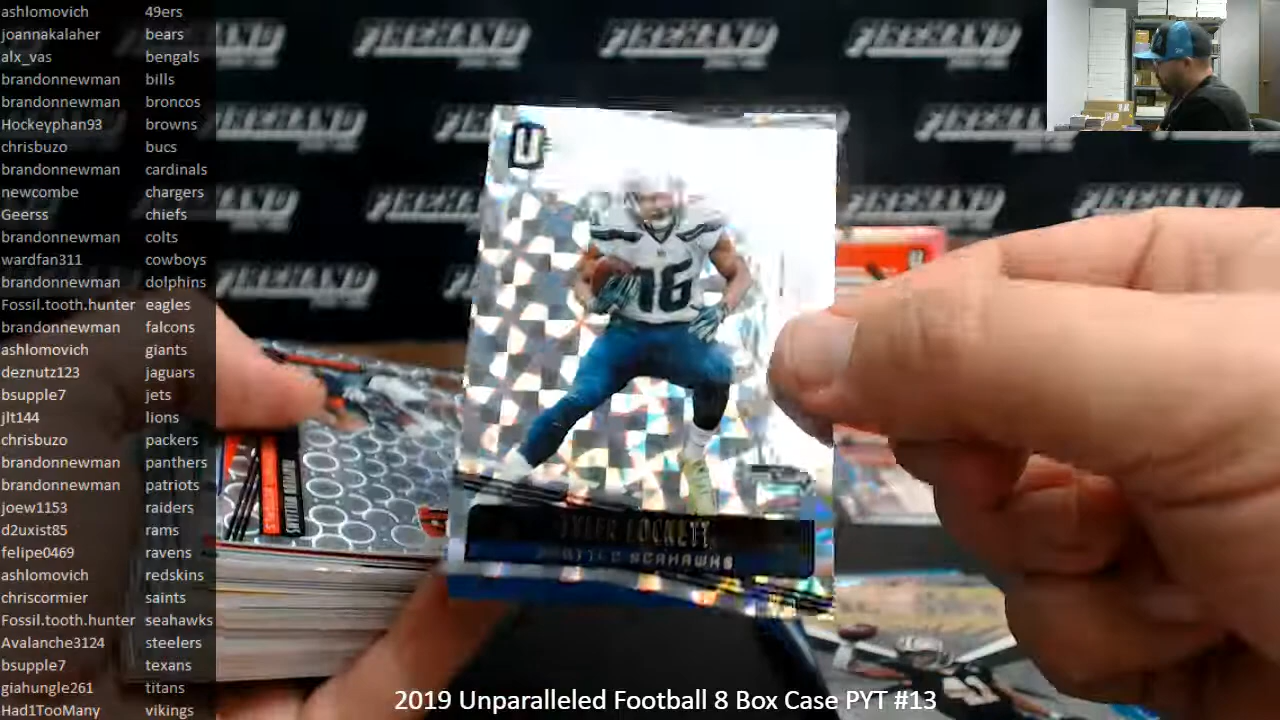 ashlomovich 49ers
joannakalaher bears
alx_vas bengals
brandonnewman bills
brandonnewman broncos
Hockeyphan93 browns
chrisbuzo bucs
brandonnewman cardinals
newcombe chargers
Geerss chiefs
brandonnewman colts
wardfan311 cowboys
brandonnewman dolphins
Fossil.tooth.hunter eagles
brandonnewman falcons
ashlomovich giants
deznutz123 jaguars
bsupple7 jets
jlt144 lions
chrisbuzo packers
brandonnewman panthers
brandonnewman patriots
joew1153 raiders
d2uxist85 rams
felipe0469 ravens
ashlomovich redskins
chriscormier saints
Fossil.tooth.hunter seahawks
Avalanche3124 steelers
bsupple7 texans
giahungle261 titans
Had1TooMany vikings
U
16
TYLER LOCKETT
SEATTLE SEAHAWKS
2019 Unparalleled Football 8 Box Case PYT #13